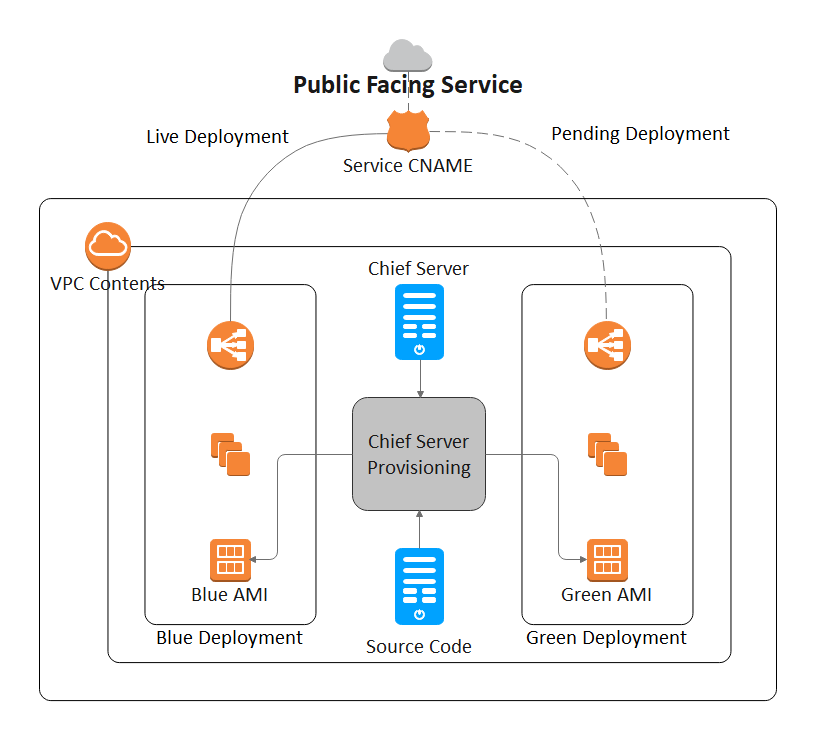 Public Facing Service
Live Deployment
Pending Deployment
Service CNAME
VPC Contents
Chief Server
Chief Server
Provisioning
Blue AMI
Green AMI
Blue Deployment
Source Code
Green Deployment